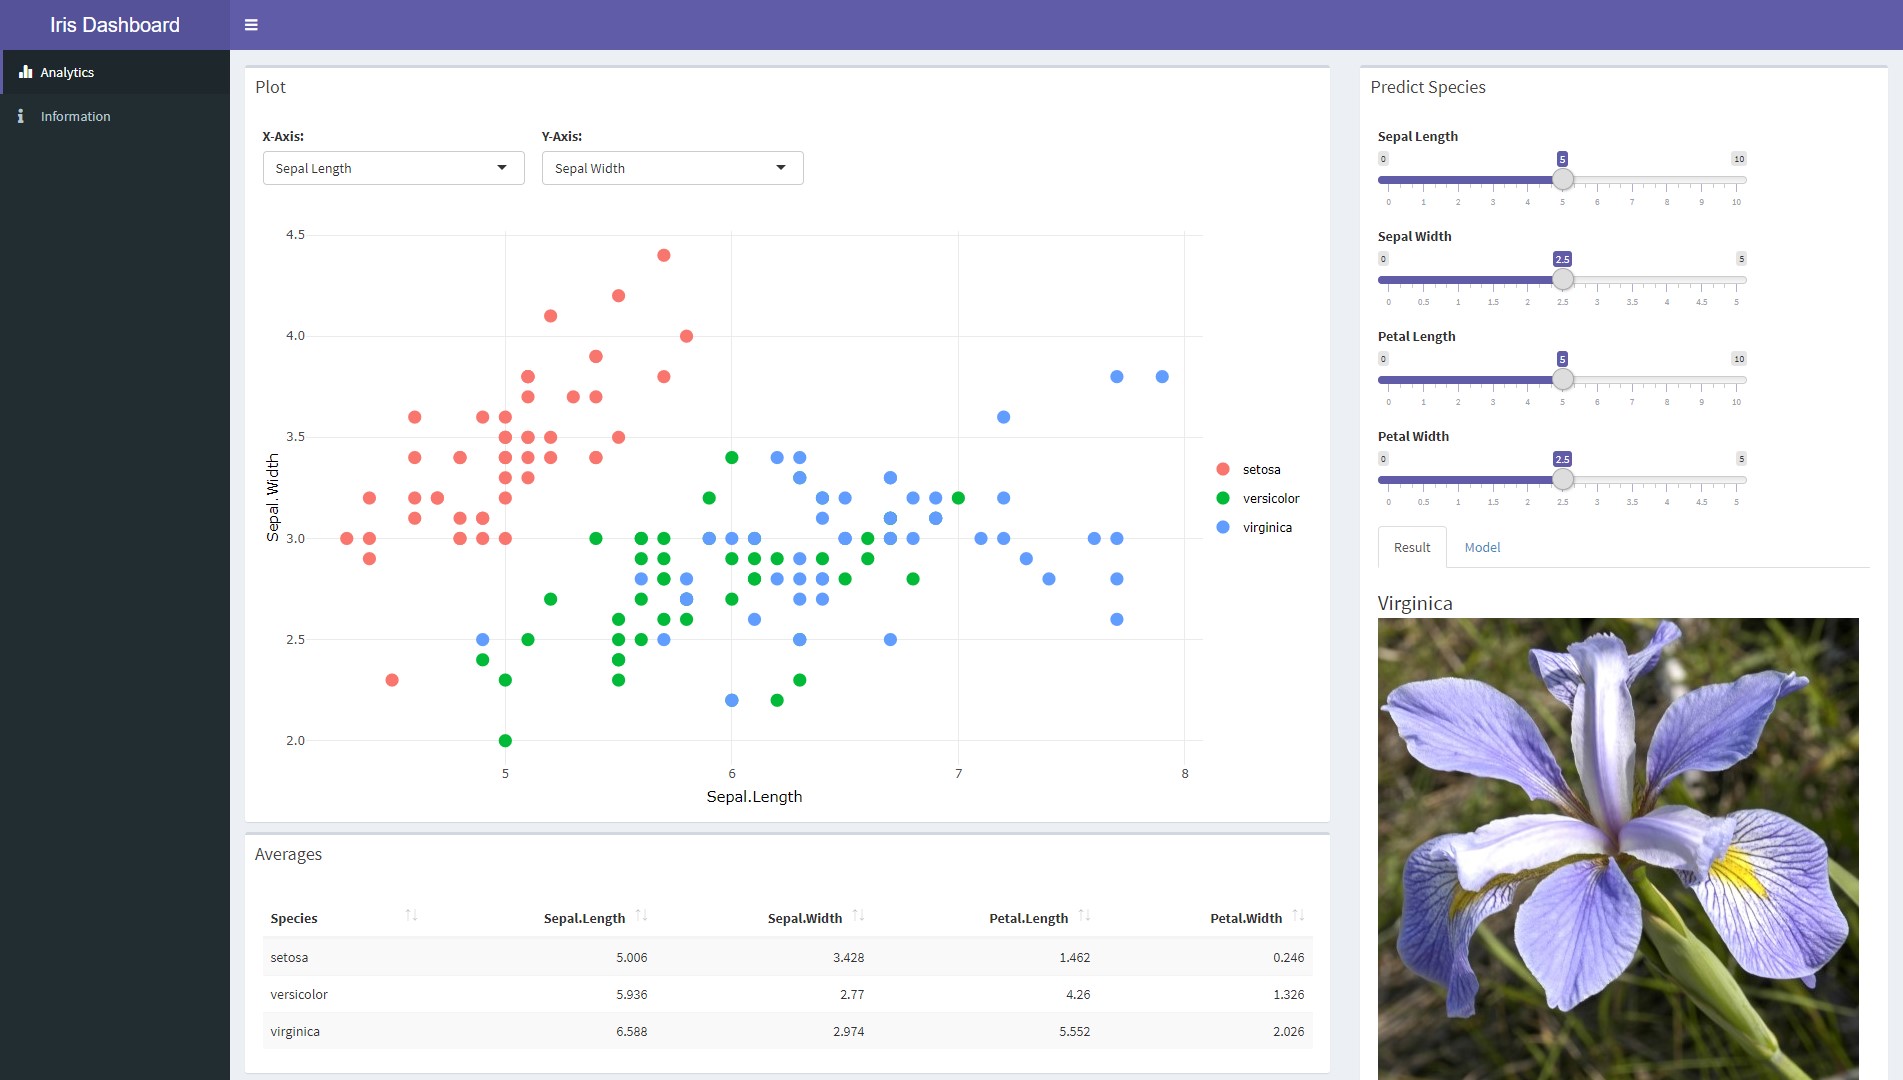 Iris Dashboard
Analytics
Information
Plot
X-Axis:
Y-Axis:
Sepal Length
Sepal Width
4.5
4.0
3.5
3.0
2.5
2.0
Sepal.Width
5 6 7 8
Sepal.Length
setosa
versicolor
virginica
Averages
Species Sepal.Length Sepal.Width Petal.Length Petal.Width
setosa 5.006 3.428 1.462 0.246
versicolor 5.936 2.77 4.26 1.326
virginica 6.588 2.974 5.552 2.026
Predict Species
Sepal Length
0 5 10
0 1 2 3 4 5 6 7 8 9 10
Sepal Width
0 2.5 5
0 0.5 1 1.5 2 2.5 3 3.5 4 4.5 5
Petal Length
0 5 10
0 1 2 3 4 5 6 7 8 9 10
Petal Width
0 2.5 5
0 0.5 1 1.5 2 2.5 3 3.5 4 4.5 5
Result Model
Virginica